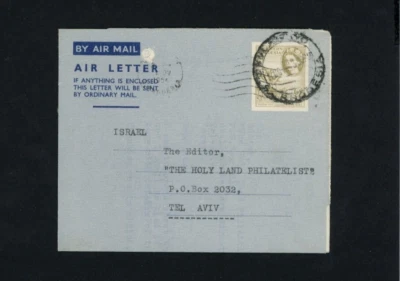 BY AIR MAIL
AIR LETTER
IF ANYTHING IS ENCLOSED
THIS LETTER WILL BE SENT
BY ORDINARY MAIL.
ISRAEL
The Editor,
"THE HOLY LAND PHILATELIST"
P.O.Box 2032,
TEL AVIV